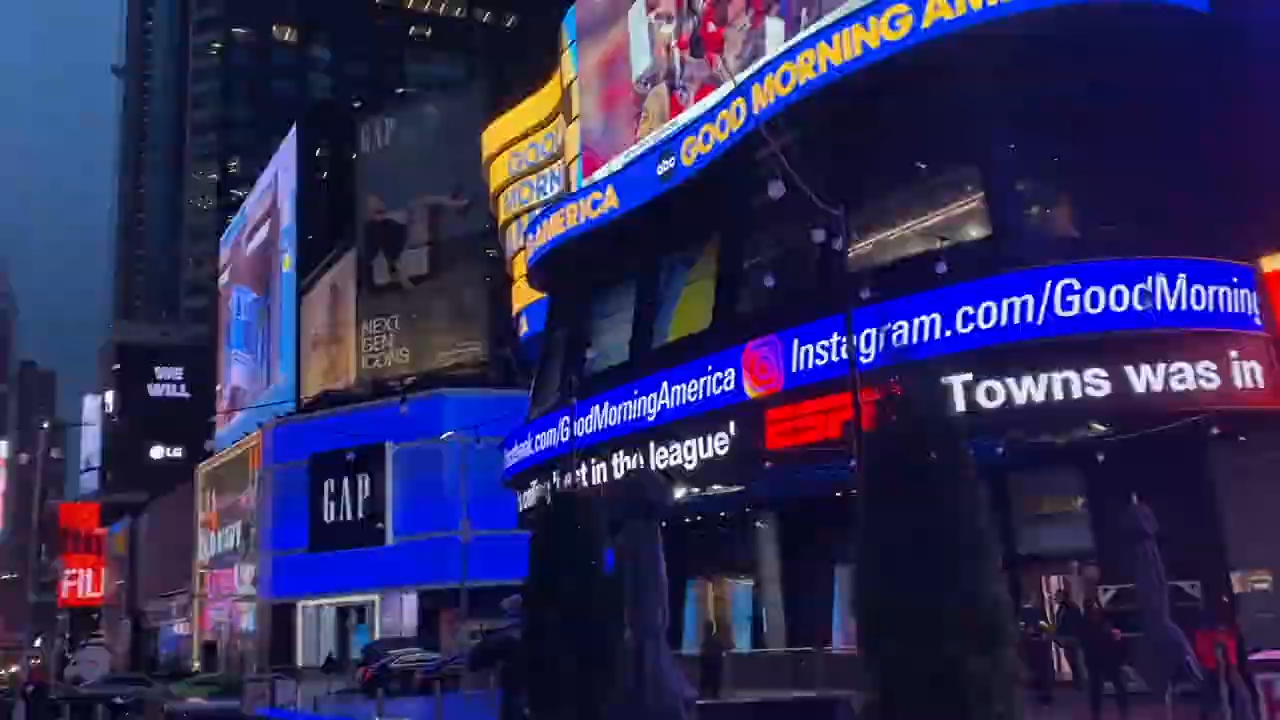 GOOD MORNING AM
abc
AMERICA
GOOD
MORN
A
GAP
NEXT
GEN
ICONS
WE
WILL
LG
GAP
.com/GoodMorningAmerica
Instagram.com/GoodMorning
in the league'
ESPN
Towns was in